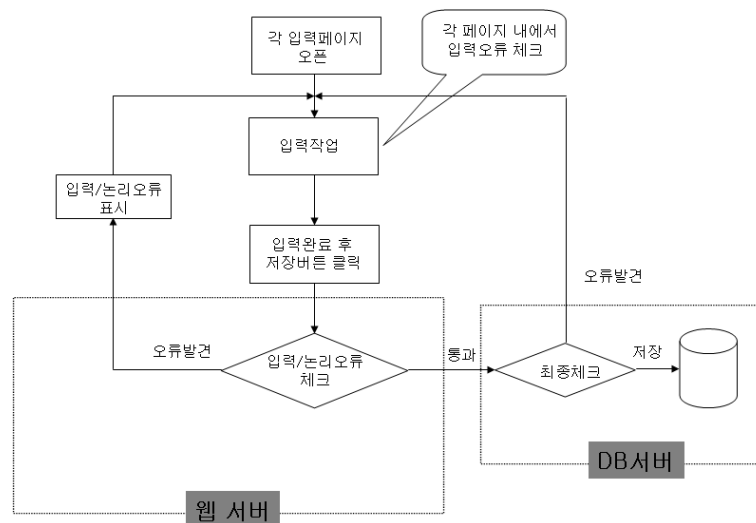 각 입력페이지
오픈
각 페이지 내에서
입력오류 체크
입력작업
입력/논리오류
표시
입력완료 후
저장버튼 클릭
오류발견
오류발견
입력/논리오류
체크
통과
최종체크
저장
DB서버
웹 서버